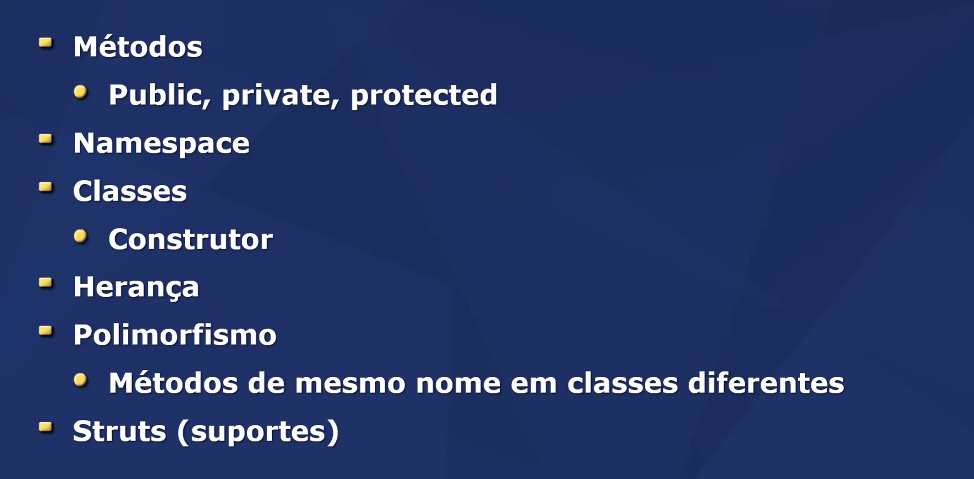 Métodos
Public, private, protected
Namespace
Classes
Construtor
Herança
Polimorfismo
Métodos de mesmo nome em classes diferentes
Struts (suportes)